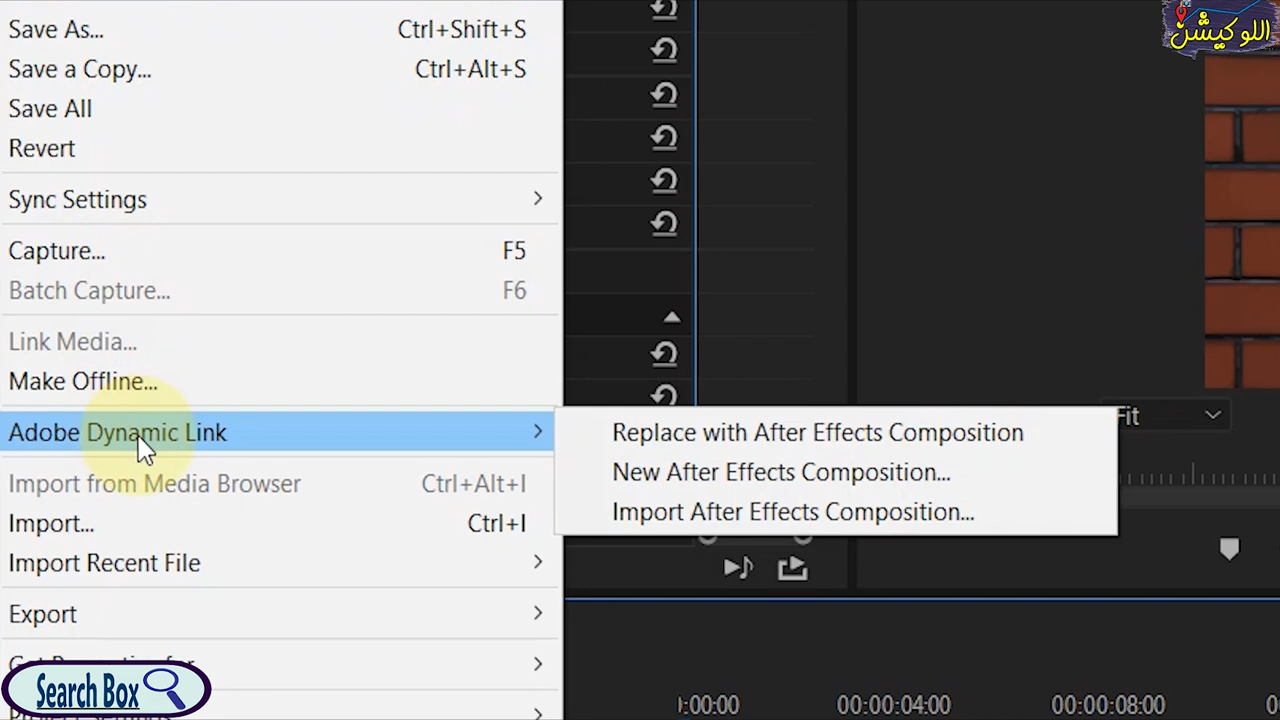 Save As... Ctrl+Shift+S
Save a Copy... Ctrl+Alt+S
Save All
Revert
Sync Settings
Capture... F5
Batch Capture... F6
Link Media...
Make Offline...
Adobe Dynamic Link
Replace with After Effects Composition
New After Effects Composition...
Import After Effects Composition...
Import from Media Browser Ctrl+Alt+I
Import... Ctrl+I
Import Recent File
Export
Search Box
اللوكيشن
Fit
00:00:04:00
00:00:08:00